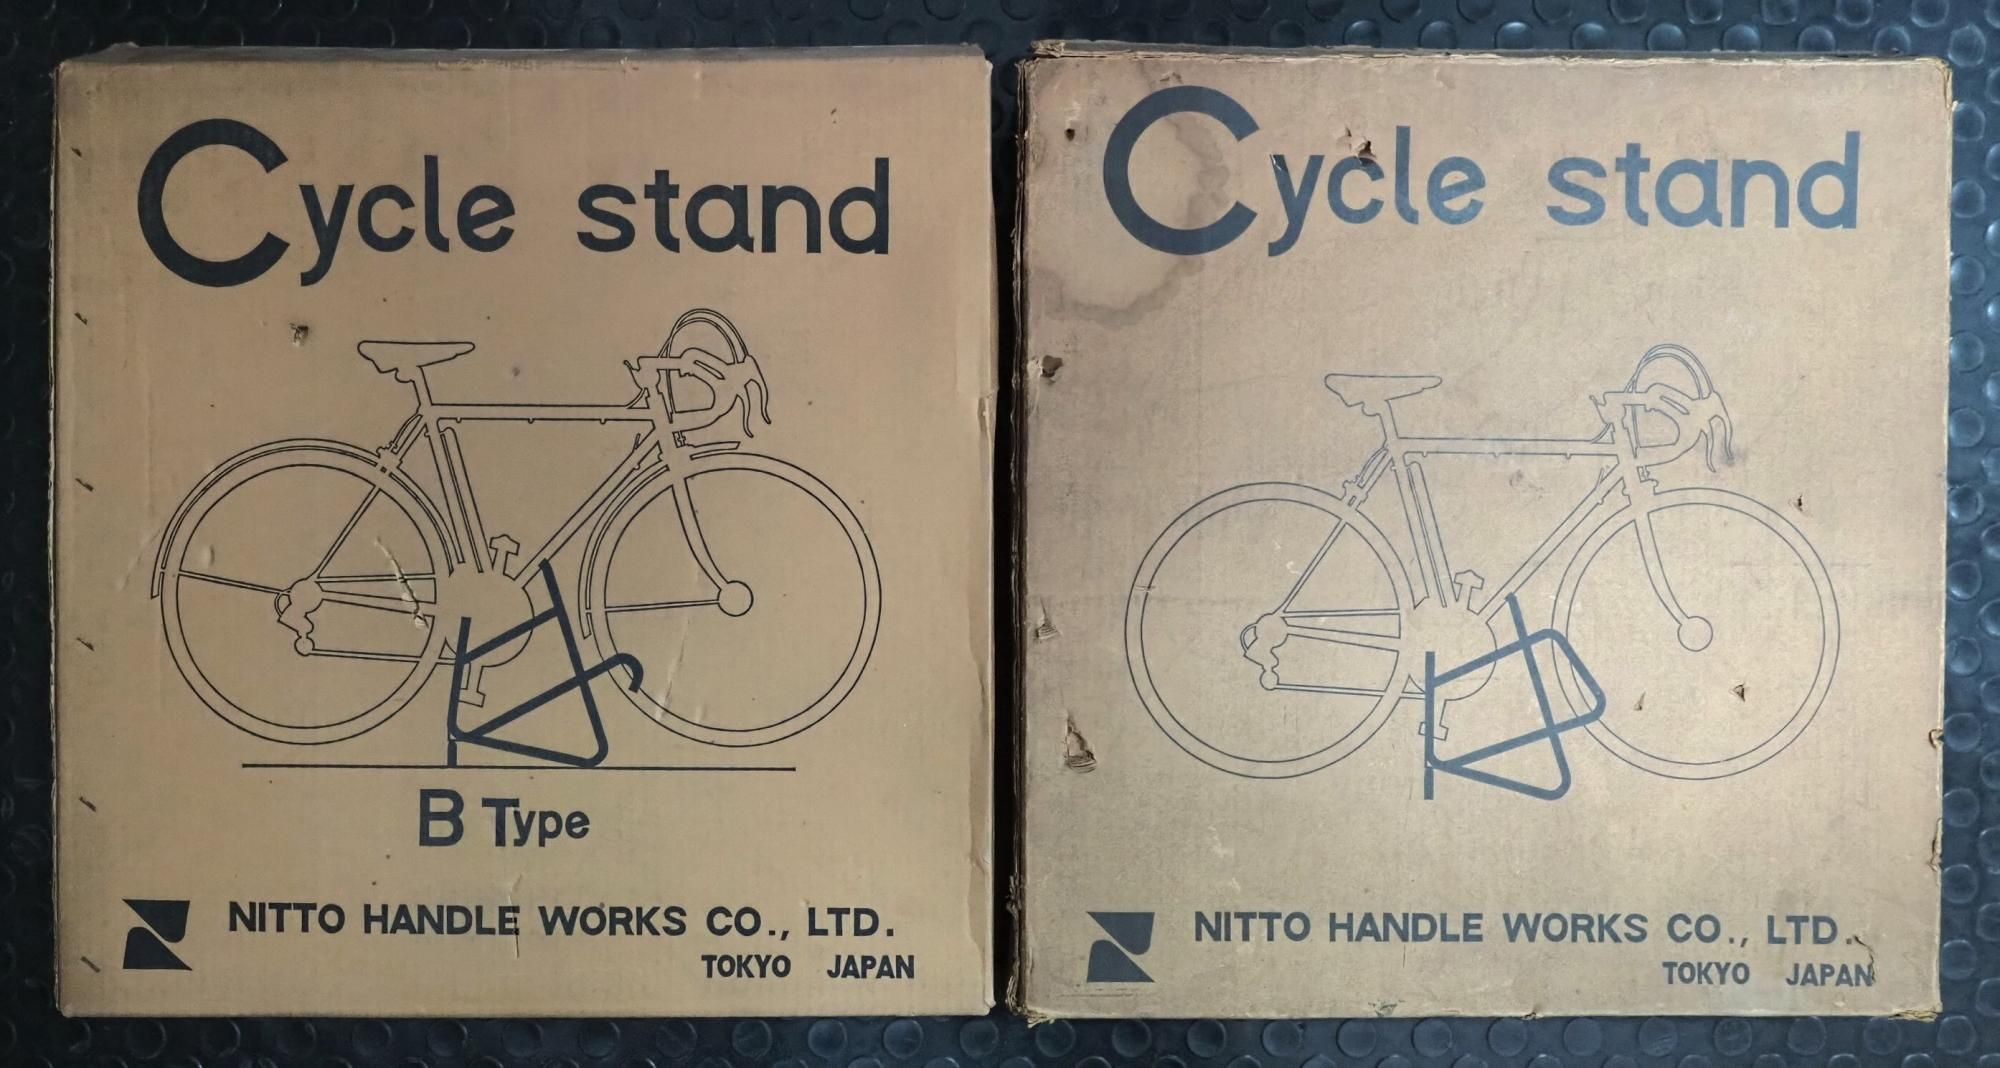 Cycle stand
B Type
NITTO HANDLE WORKS CO., LTD.
TOKYO JAPAN
Cycle stand
NITTO HANDLE WORKS CO., LTD.
TOKYO JAPAN